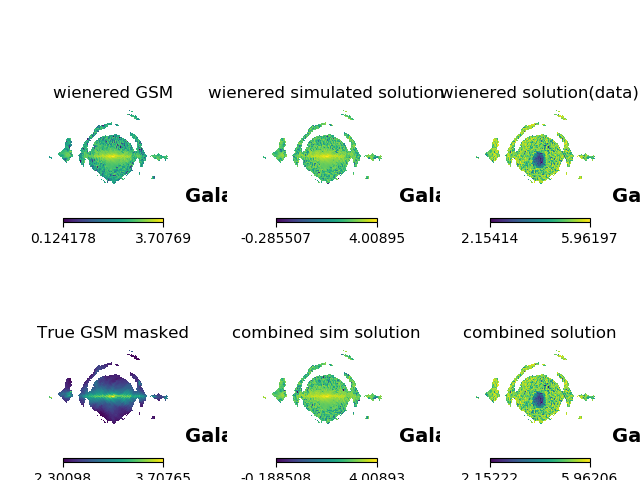 wienered GSM
wienered simulated solution
wienered solution(data)
Gala
Gala
Ga
0.124178 3.70769
-0.285507 4.00895
2.15414 5.96197
True GSM masked
combined sim solution
combined solution
Gala
Gala
Ga
2.30098 3.70765
-0.188508 4.00893
2.15222 5.96206